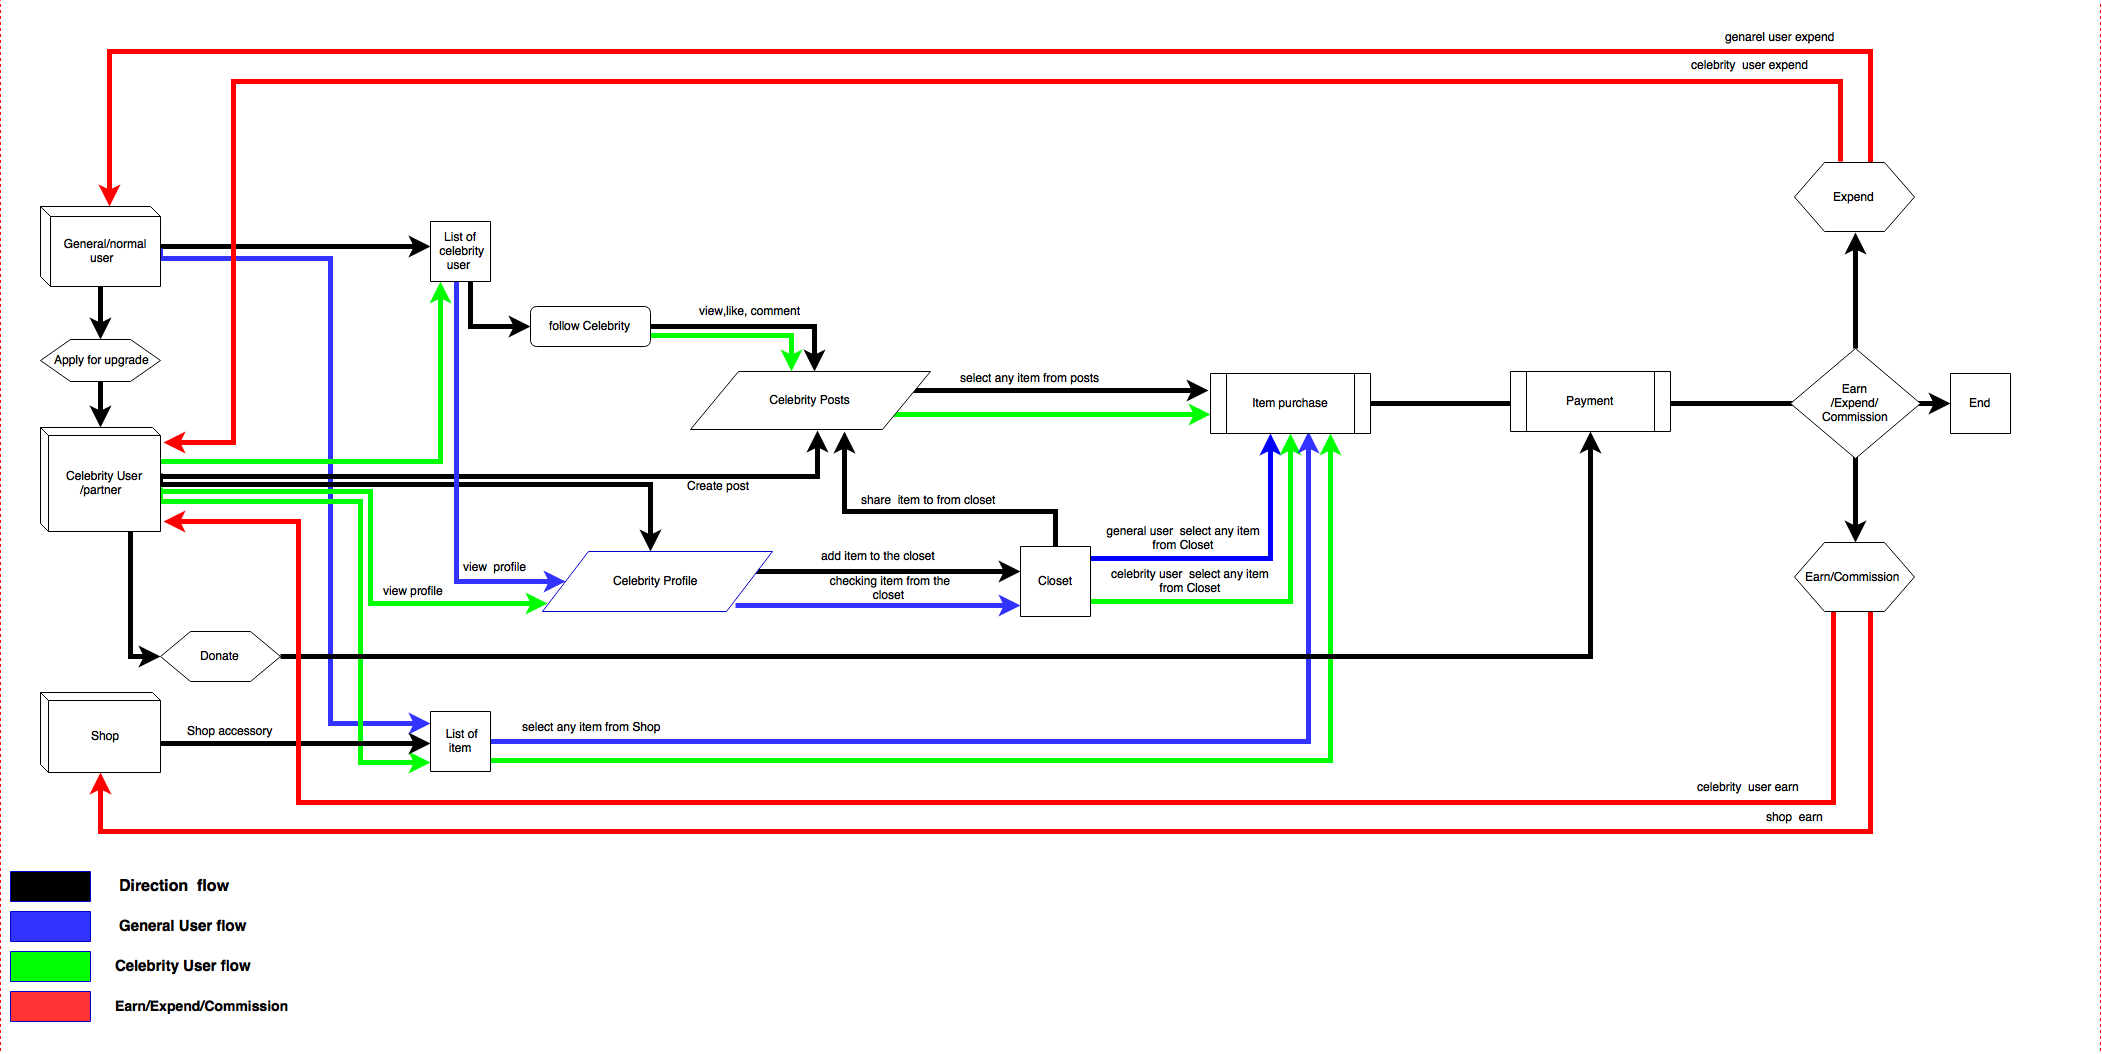 genarel user expend
celebrity  user expend
Expend
General/normal
user
List of
celebrity
user
follow Celebrity
view,like, comment
Apply for upgrade
Celebrity Posts
select any item from posts
Item purchase
Payment
Earn
/Expend/
Commission
End
Celebrity User
/partner
Create post
share  item to from closet
general user  select any item
from Closet
view  profile
view profile
Celebrity Profile
add item to the closet
checking item from the
closet
Closet
celebrity user  select any item
from Closet
Earn/Commission
Donate
Shop
Shop accessory
List of
item
select any item from Shop
celebrity  user earn
shop  earn
Direction  flow
General User flow
Celebrity User flow
Earn/Expend/Commission